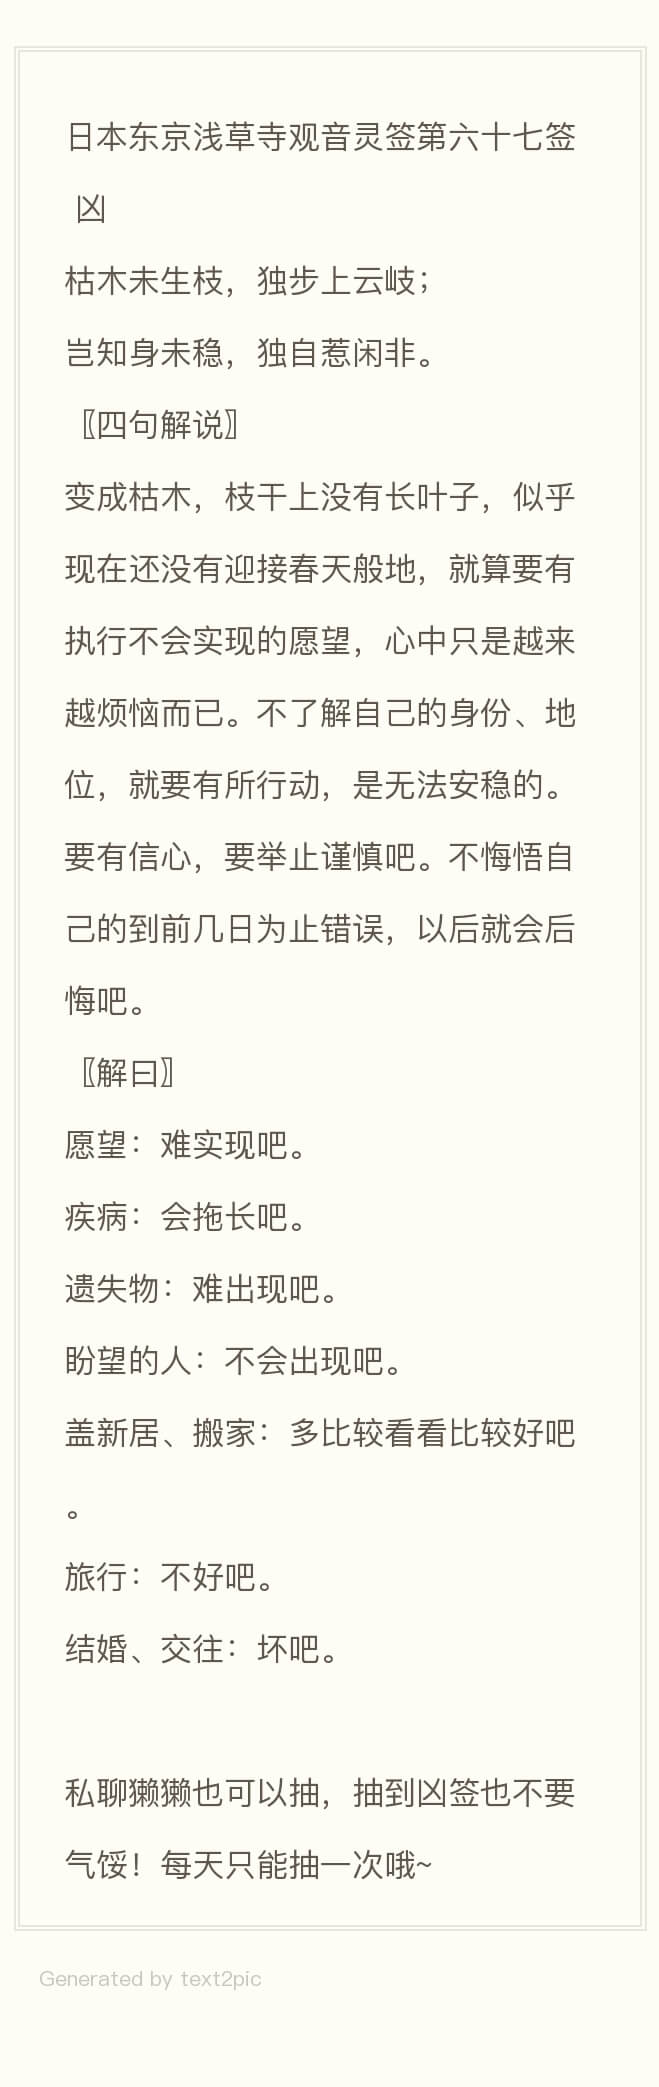 日本东京浅草寺观音灵签第六十七签
凶
枯木未生枝，独步上云岐；
岂知身未稳，独自惹闲非。
〖四句解说〗
变成枯木，枝干上没有长叶子，似乎
现在还没有迎接春天般地，就算要有
执行不会实现的愿望，心中只是越来
越烦恼而已。不了解自己的身份、地
位，就要有所行动，是无法安稳的。
要有信心，要举止谨慎吧。不悔悟自
己的到前几日为止错误，以后就会后
悔吧。
〖解曰〗
愿望：难实现吧。
疾病：会拖长吧。
遗失物：难出现吧。
盼望的人：不会出现吧。
盖新居、搬家：多比较看看比较好吧
。
旅行：不好吧。
结婚、交往：坏吧。
私聊獭獭也可以抽，抽到凶签也不要
气馁！每天只能抽一次哦~
Generated by text2pic